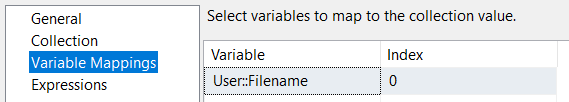 General
Collection
Variable Mappings
Expressions
Select variables to map to the collection value.
Variable Index
User::Filename 0